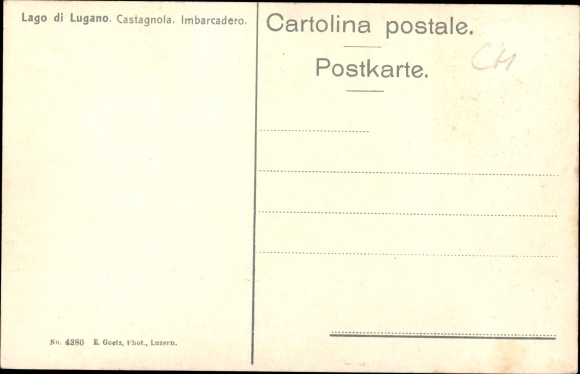 Lago di Lugano. Castagnola. Imbarcadero.
Cartolina postale.
Postkarte.
CH
No. 4280 E. Goetz, Phot., Luzern.